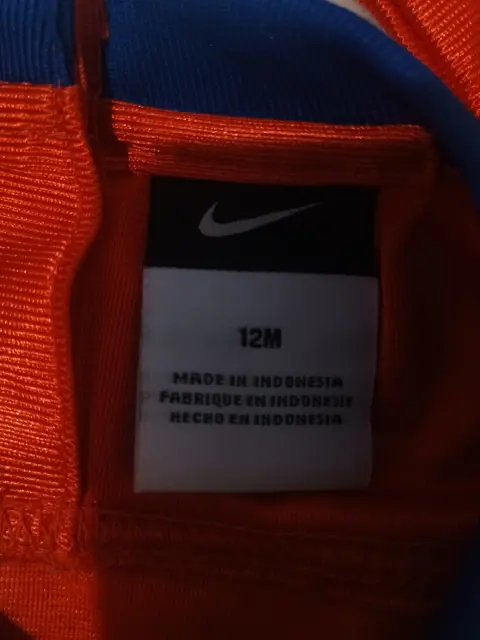 12M
MADE IN INDONESIA
FABRIQUE EN INDONESIE
HECHO EN INDONESIA